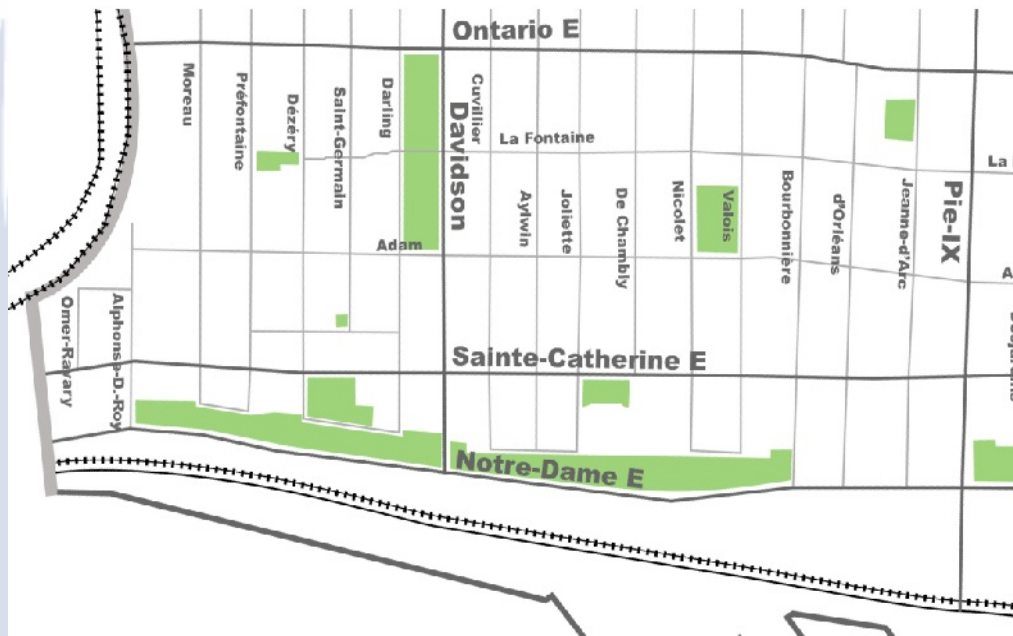 Ontario E
Moreau
Préfontaine
Dézéry
Saint-Germain
Darling
Cuvillier
Davidson
La Fontaine
La
Aylwin
Joliette
De Chambly
Nicolet
Valois
Bourbonnière
d'Orléans
Jeanne-d'Arc
Pie-IX
Adam
A
Omer-Ravary
Alphonse-D.-Roy
Sainte-Catherine E
Notre-Dame E